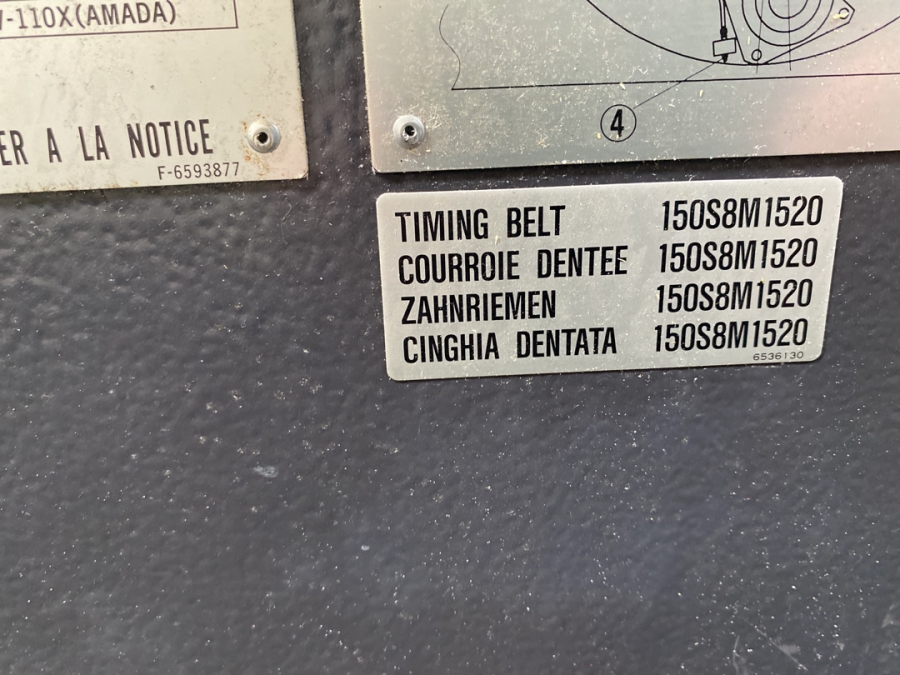 -110X(AMADA)
ER A LA NOTICE
F-6593877
4
TIMING BELT 150S8M1520
COURROIE DENTEE 150S8M1520
ZAHNRIEMEN 150S8M1520
CINGHIA DENTATA 150S8M1520
6536130